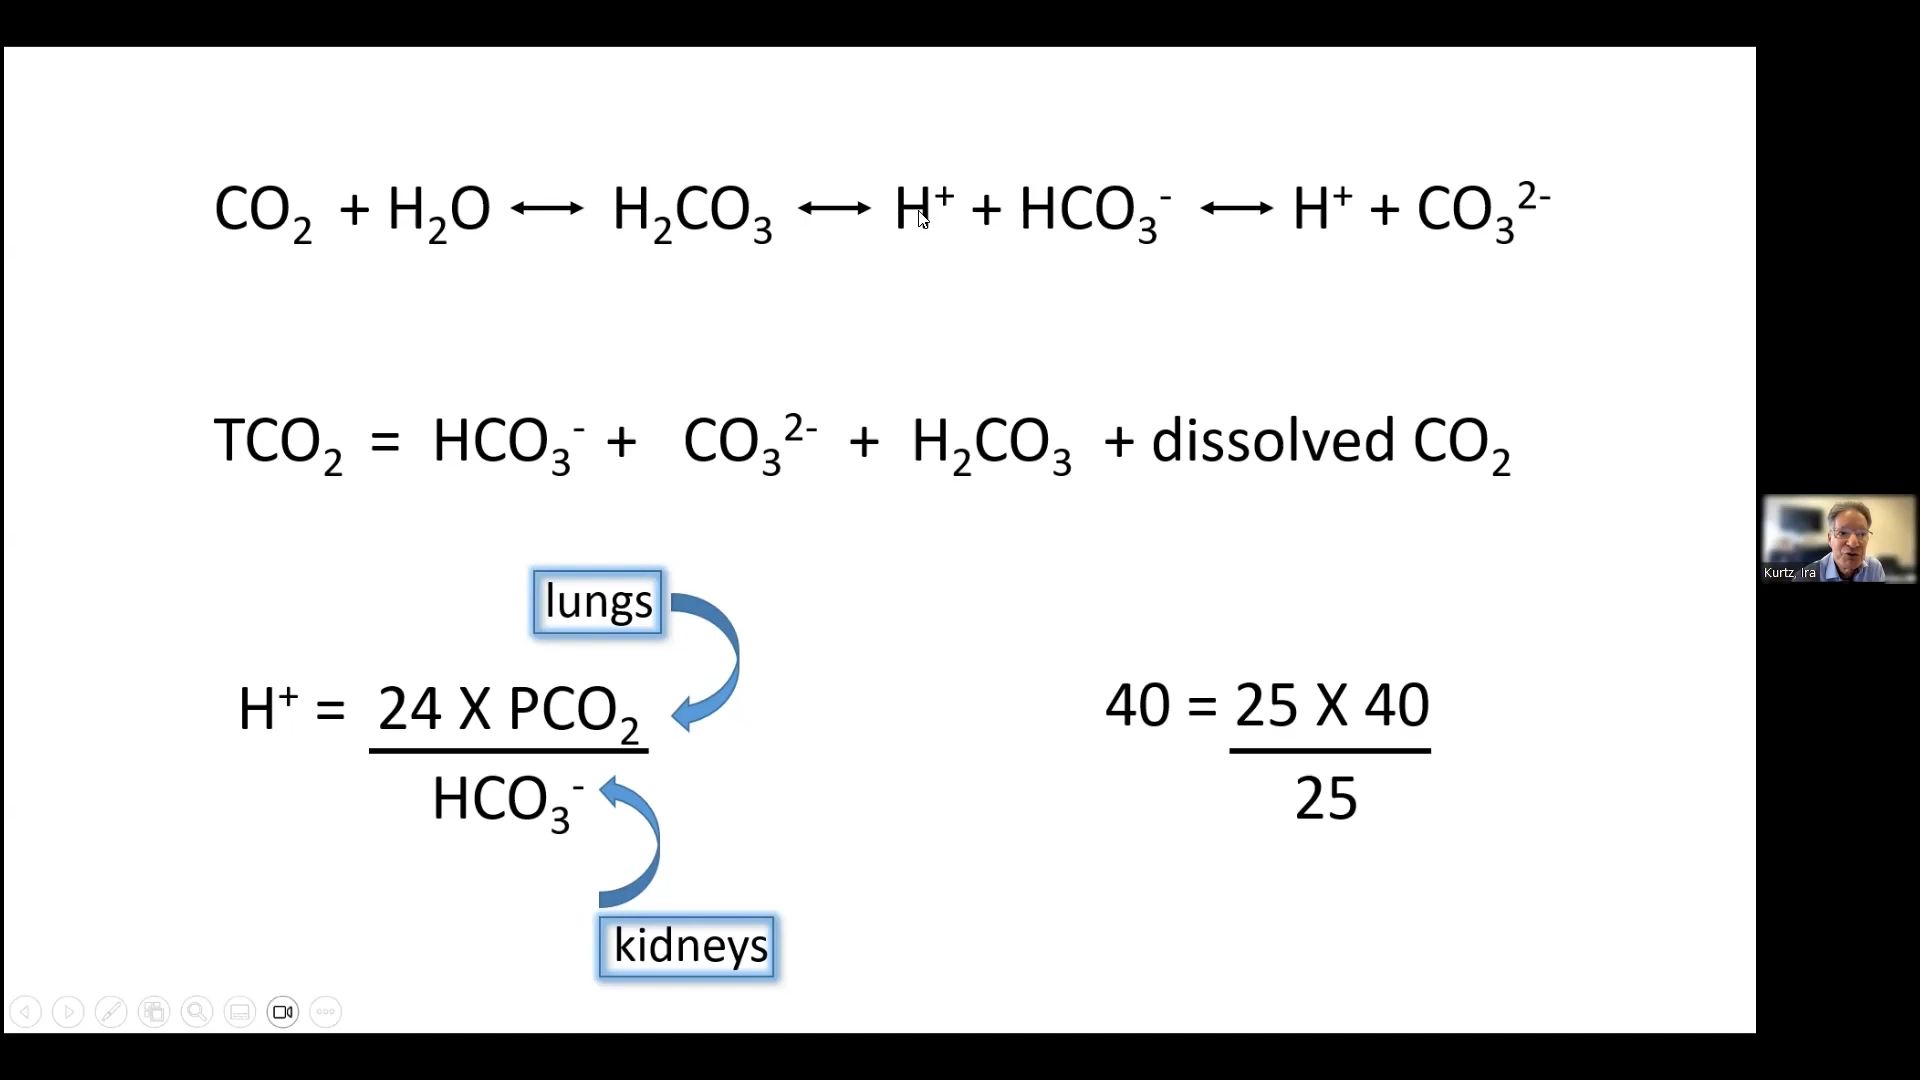 CO₂ + H₂O ⟷ H₂CO₃ ⟷ H⁺ + HCO₃⁻ ⟷ H⁺ + CO₃²⁻
TCO₂ = HCO₃⁻ + CO₃²⁻ + H₂CO₃ + dissolved CO₂
Kurtz, Ira
lungs
H⁺ = 24 X PCO₂
HCO₃⁻
kidneys
40 = 25 X 40
25